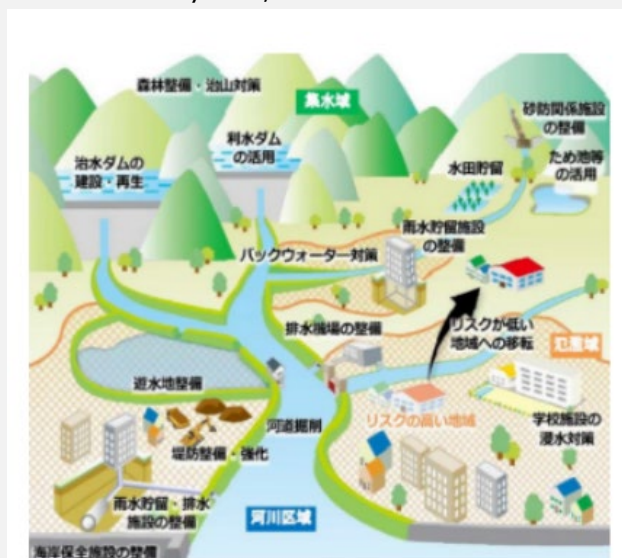 森林整備・治山対策
集水域
砂防関係施設
の整備
治水ダムの
建設・再生
利水ダム
の活用
水田貯留
ため池等
の活用
雨水貯留施設
の整備
バックウォーター対策
排水機場の整備
リスクが低い
地域への移転
氾濫域
遊水地整備
リスクの高い地域
学校施設の
浸水対策
河道掘削
堤防整備・強化
雨水貯留・排水
施設の整備
河川区域
海岸保全施設の整備